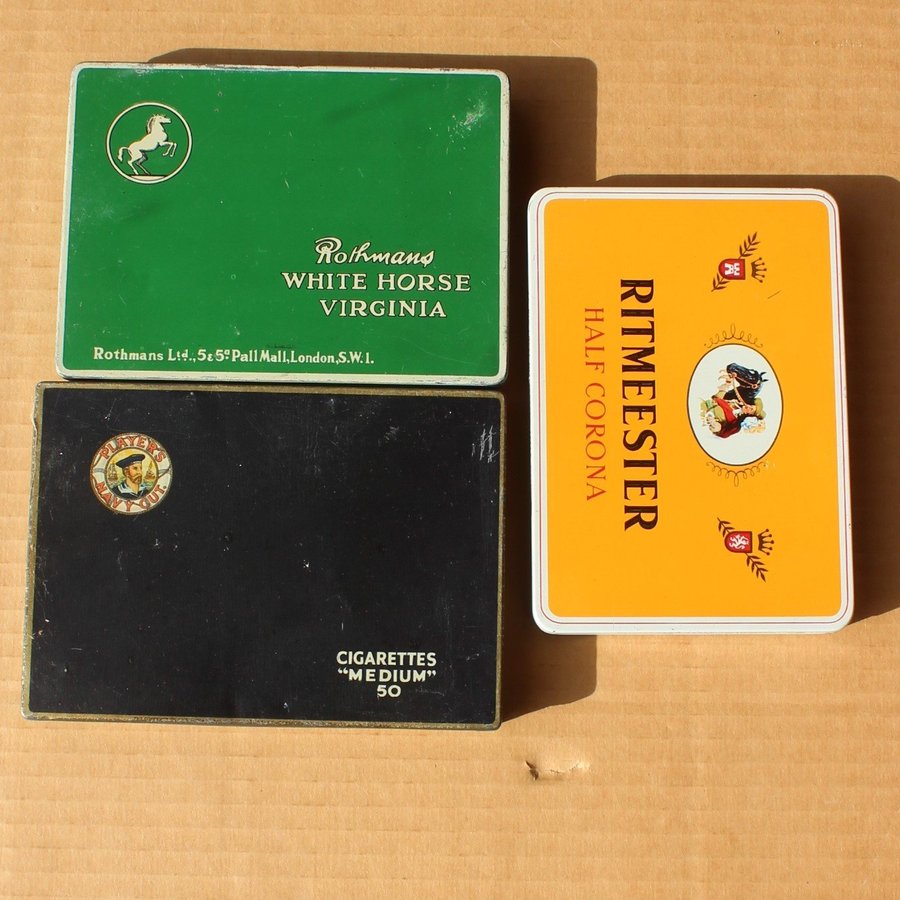 Rothmans
WHITE HORSE
VIRGINIA
Rothmans Ltd., 5 & 5a Pall Mall, London, S.W.1.
PLAYER'S
NAVY CUT.
CIGARETTES
"MEDIUM"
50
RITMEESTER
HALF CORONA